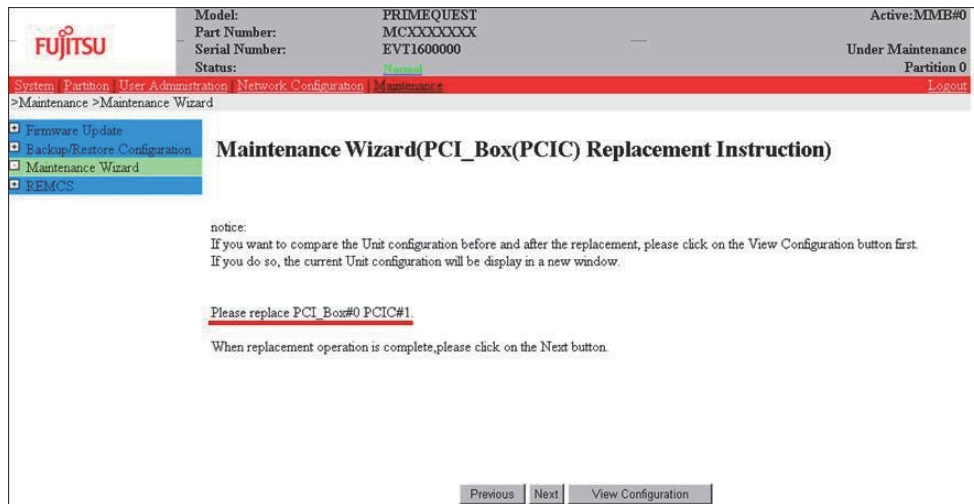 FUJITSU
Model: PRIMEQUEST Active:MMB#0
Part Number: MCXXXXXXX
Serial Number: EVT1600000 Under Maintenance
Status: Normal Partition 0
System | Partition | User Administration | Network Configuration | Maintenance Logout
>Maintenance >Maintenance Wizard
Firmware Update
Backup/Restore Configuration
Maintenance Wizard
REMCS
Maintenance Wizard(PCI_Box(PCIC) Replacement Instruction)
notice:
If you want to compare the Unit configuration before and after the replacement, please click on the View Configuration button first.
If you do so, the current Unit configuration will be display in a new window.
Please replace PCI_Box#0 PCIC#1.
When replacement operation is complete,please click on the Next button.
Previous Next View Configuration